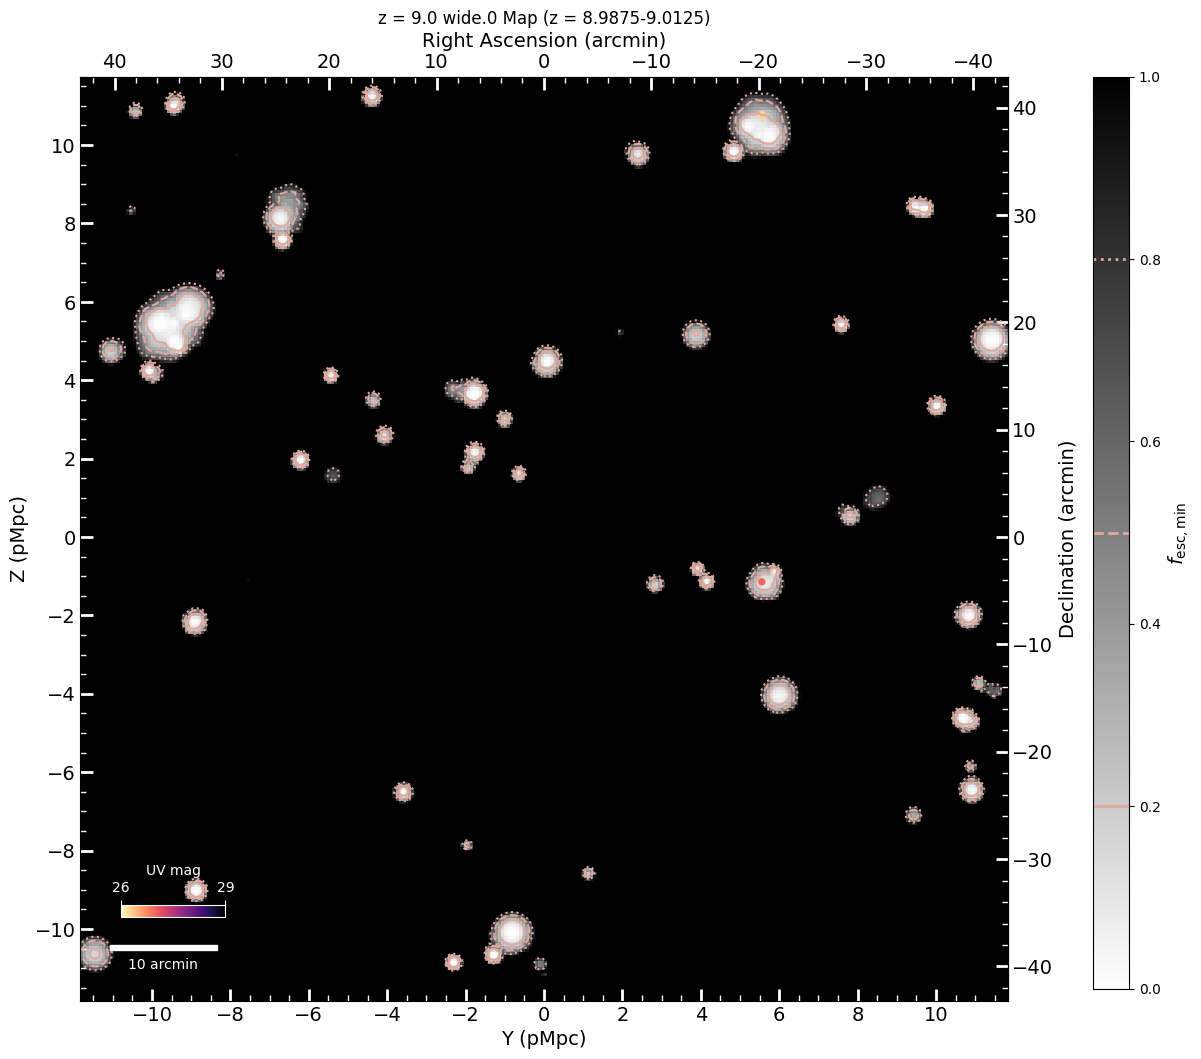 z = 9.0 wide.0 Map (z = 8.9875-9.0125)
Right Ascension (arcmin)
40 30 20 10 0 −10 −20 −30 −40
10 8 6 4 2 0 −2 −4 −6 −8 −10
Z (pMpc)
40 30 20 10 0 −10 −20 −30 −40
Declination (arcmin)
1.0 0.8 0.6 0.4 0.2 0.0
f_esc,min
UV mag
26 29
10 arcmin
−10 −8 −6 −4 −2 0 2 4 6 8 10
Y (pMpc)